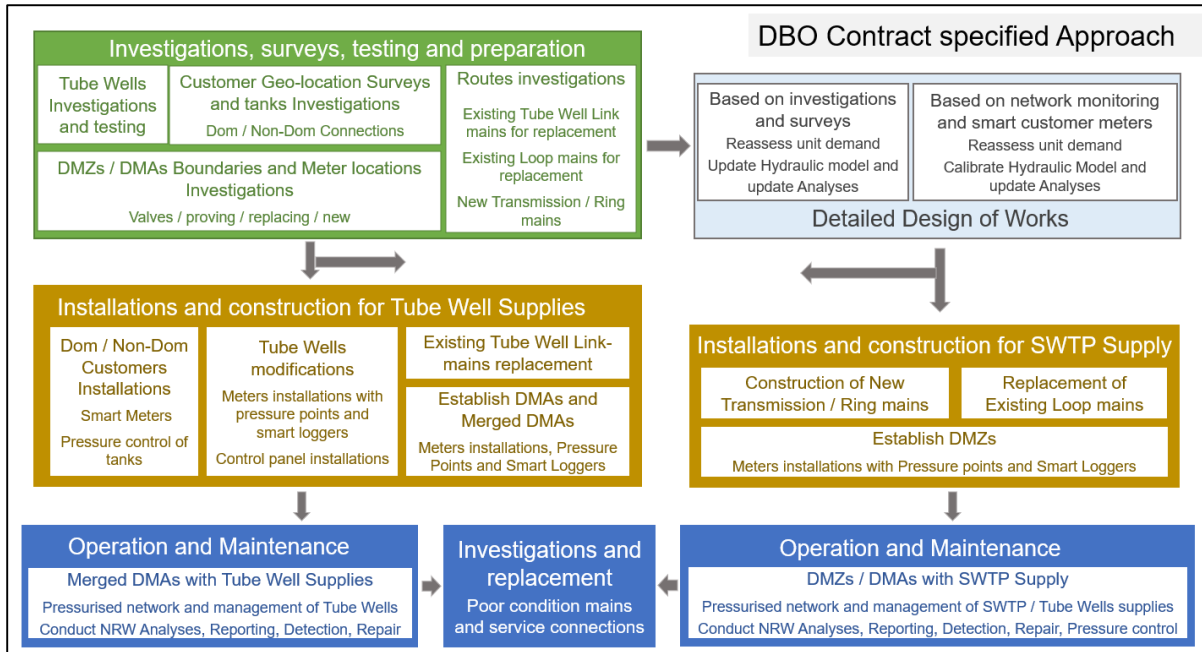 DBO Contract specified Approach
Investigations, surveys, testing and preparation
Tube Wells
Investigations
and testing
Customer Geo-location Surveys
and tanks Investigations
Dom / Non-Dom Connections
Routes investigations
Existing Tube Well Link
mains for replacement
Existing Loop mains for
replacement
New Transmission / Ring
mains
DMZs / DMAs Boundaries and Meter locations
Investigations
Valves / proving / replacing / new
Based on investigations
and surveys
Reassess unit demand
Update Hydraulic model and
update Analyses
Based on network monitoring
and smart customer meters
Reassess unit demand
Calibrate Hydraulic Model and
update Analyses
Detailed Design of Works
Installations and construction for Tube Well Supplies
Dom / Non-Dom
Customers
Installations
Smart Meters
Pressure control of
tanks
Tube Wells
modifications
Meters installations with
pressure points and
smart loggers
Control panel installations
Existing Tube Well Link-
mains replacement
Establish DMAs and
Merged DMAs
Meters installations, Pressure
Points and Smart Loggers
Installations and construction for SWTP Supply
Construction of New
Transmission / Ring mains
Replacement of
Existing Loop mains
Establish DMZs
Meters installations with Pressure points and Smart Loggers
Operation and Maintenance
Merged DMAs with Tube Well Supplies
Pressurised network and management of Tube Wells
Conduct NRW Analyses, Reporting, Detection, Repair
Investigations and
replacement
Poor condition mains
and service connections
Operation and Maintenance
DMZs / DMAs with SWTP Supply
Pressurised network and management of SWTP / Tube Wells supplies
Conduct NRW Analyses, Reporting, Detection, Repair, Pressure control